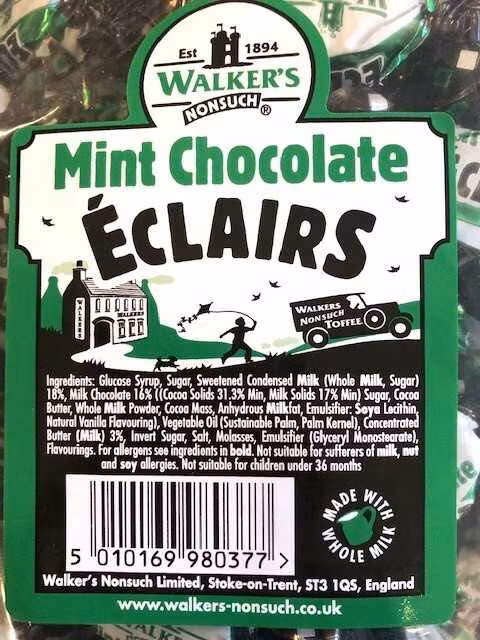 Est 1894
WALKER'S
NONSUCH ®
Mint Chocolate
ÉCLAIRS
WALKERS
WALKERS
WALKERS
NONSUCH
TOFFEE
Ingredients: Glucose Syrup, Sugar, Sweetened Condensed Milk (Whole Milk, Sugar)
18%, Milk Chocolate 16% ((Cocoa Solids 31.3% Min, Milk Solids 17% Min) Sugar, Cocoa
Butter, Whole Milk Powder, Cocoa Mass, Anhydrous Milkfat, Emulsifier: Soya Lecithin,
Natural Vanilla Flavouring), Vegetable Oil (Sustainable Palm, Palm Kernel), Concentrated
Butter (Milk) 3%, Invert Sugar, Salt, Molasses, Emulsifier (Glyceryl Monostearate),
Flavourings. For allergens see ingredients in bold. Not suitable for sufferers of milk, nut
and soy allergies. Not suitable for children under 36 months
5 010169 980377 >
MADE WITH
WHOLE MILK
Walker's Nonsuch Limited, Stoke-on-Trent, ST3 1QS, England
www.walkers-nonsuch.co.uk